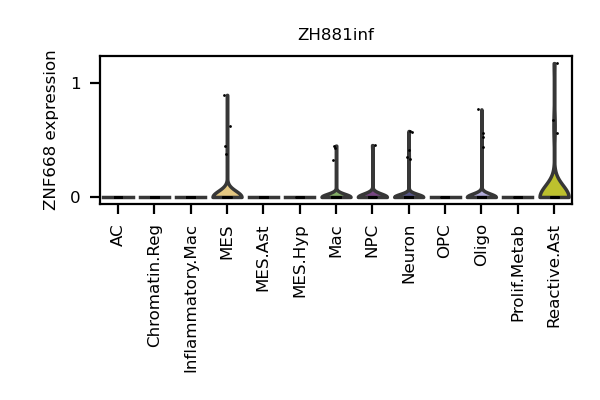 ZH881inf
ZNF668 expression
1
0
AC
Chromatin.Reg
Inflammatory.Mac
MES
MES.Ast
MES.Hyp
Mac
NPC
Neuron
OPC
Oligo
Prolif.Metab
Reactive.Ast